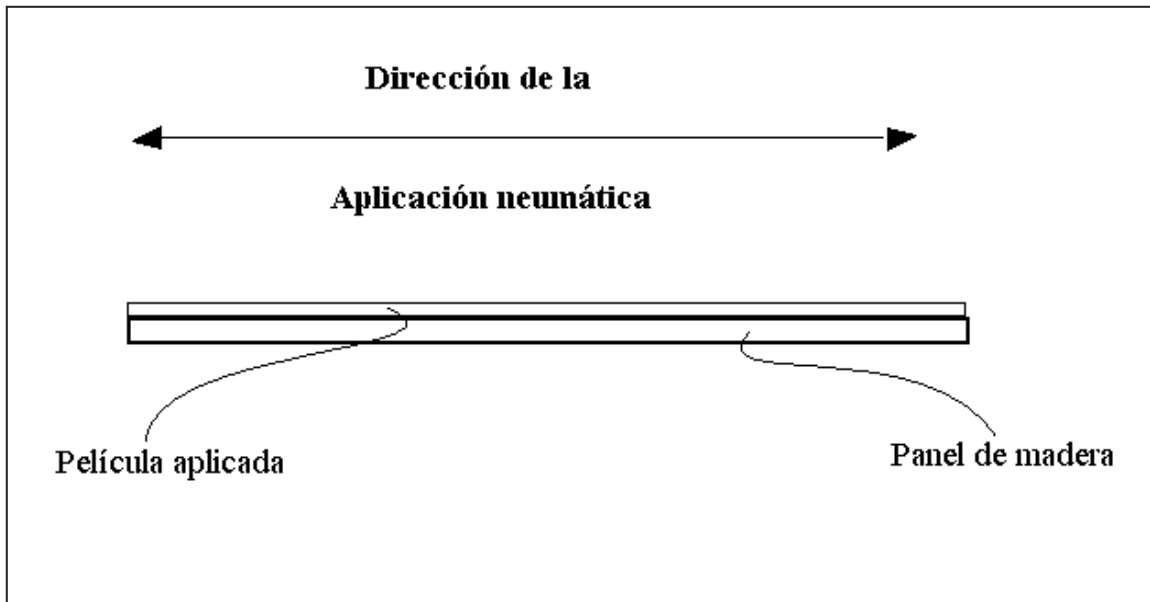 Dirección de la
Aplicación neumática
Película aplicada
Panel de madera